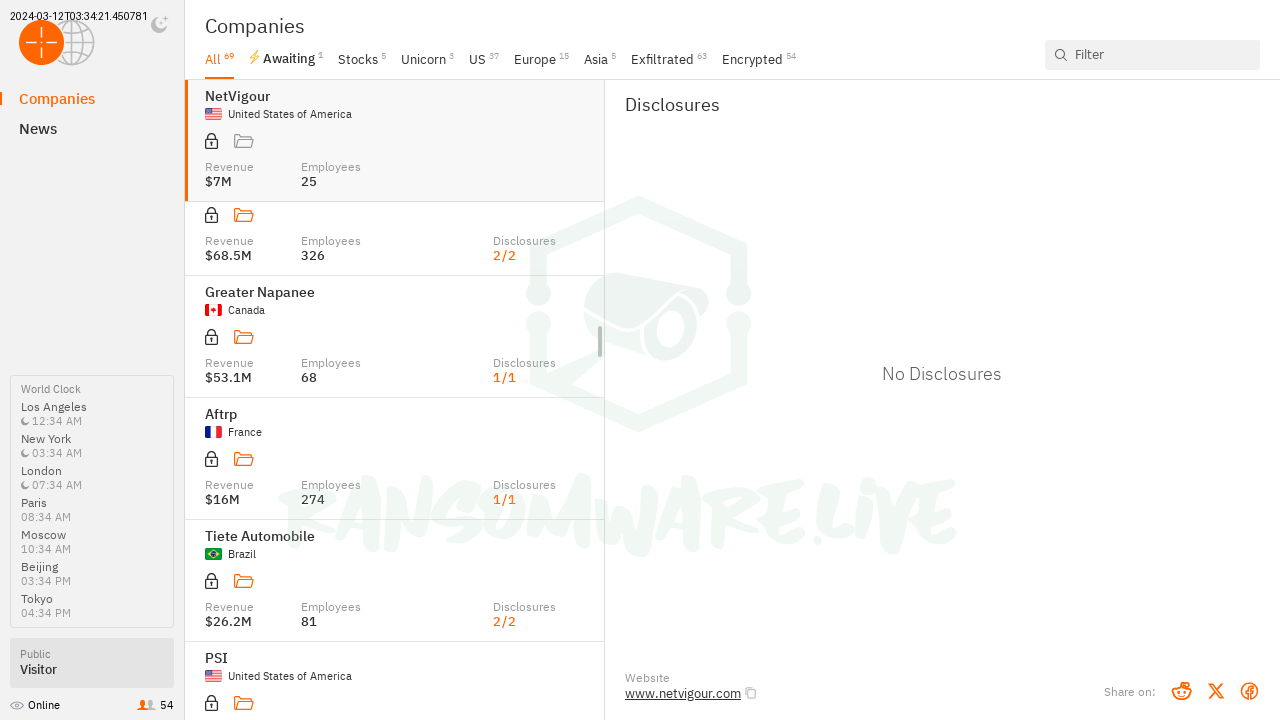 2024-03-12T03:34:21.450781
Companies
News
World Clock
Los Angeles
12:34 AM
New York
03:34 AM
London
07:34 AM
Paris
08:34 AM
Moscow
10:34 AM
Beijing
03:34 PM
Tokyo
04:34 PM
Public
Visitor
Online 54
Companies
All 69 Awaiting 1 Stocks 5 Unicorn 3 US 37 Europe 15 Asia 5 Exfiltrated 63 Encrypted 54
Filter
NetVigour
United States of America
Revenue Employees
$7M 25
Revenue Employees Disclosures
$68.5M 326 2/2
Greater Napanee
Canada
Revenue Employees Disclosures
$53.1M 68 1/1
Aftrp
France
Revenue Employees Disclosures
$16M 274 1/1
Tiete Automobile
Brazil
Revenue Employees Disclosures
$26.2M 81 2/2
PSI
United States of America
Disclosures
No Disclosures
Website
www.netvigour.com
Share on:
RANSOMWARE.LIVE